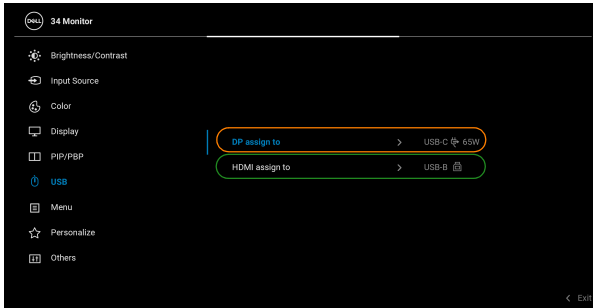 DELL
34 Monitor
Brightness/Contrast
Input Source
Color
Display
DP assign to > USB-C 65W
PIP/PBP
HDMI assign to > USB-B
USB
Menu
Personalize
Others
< Exit